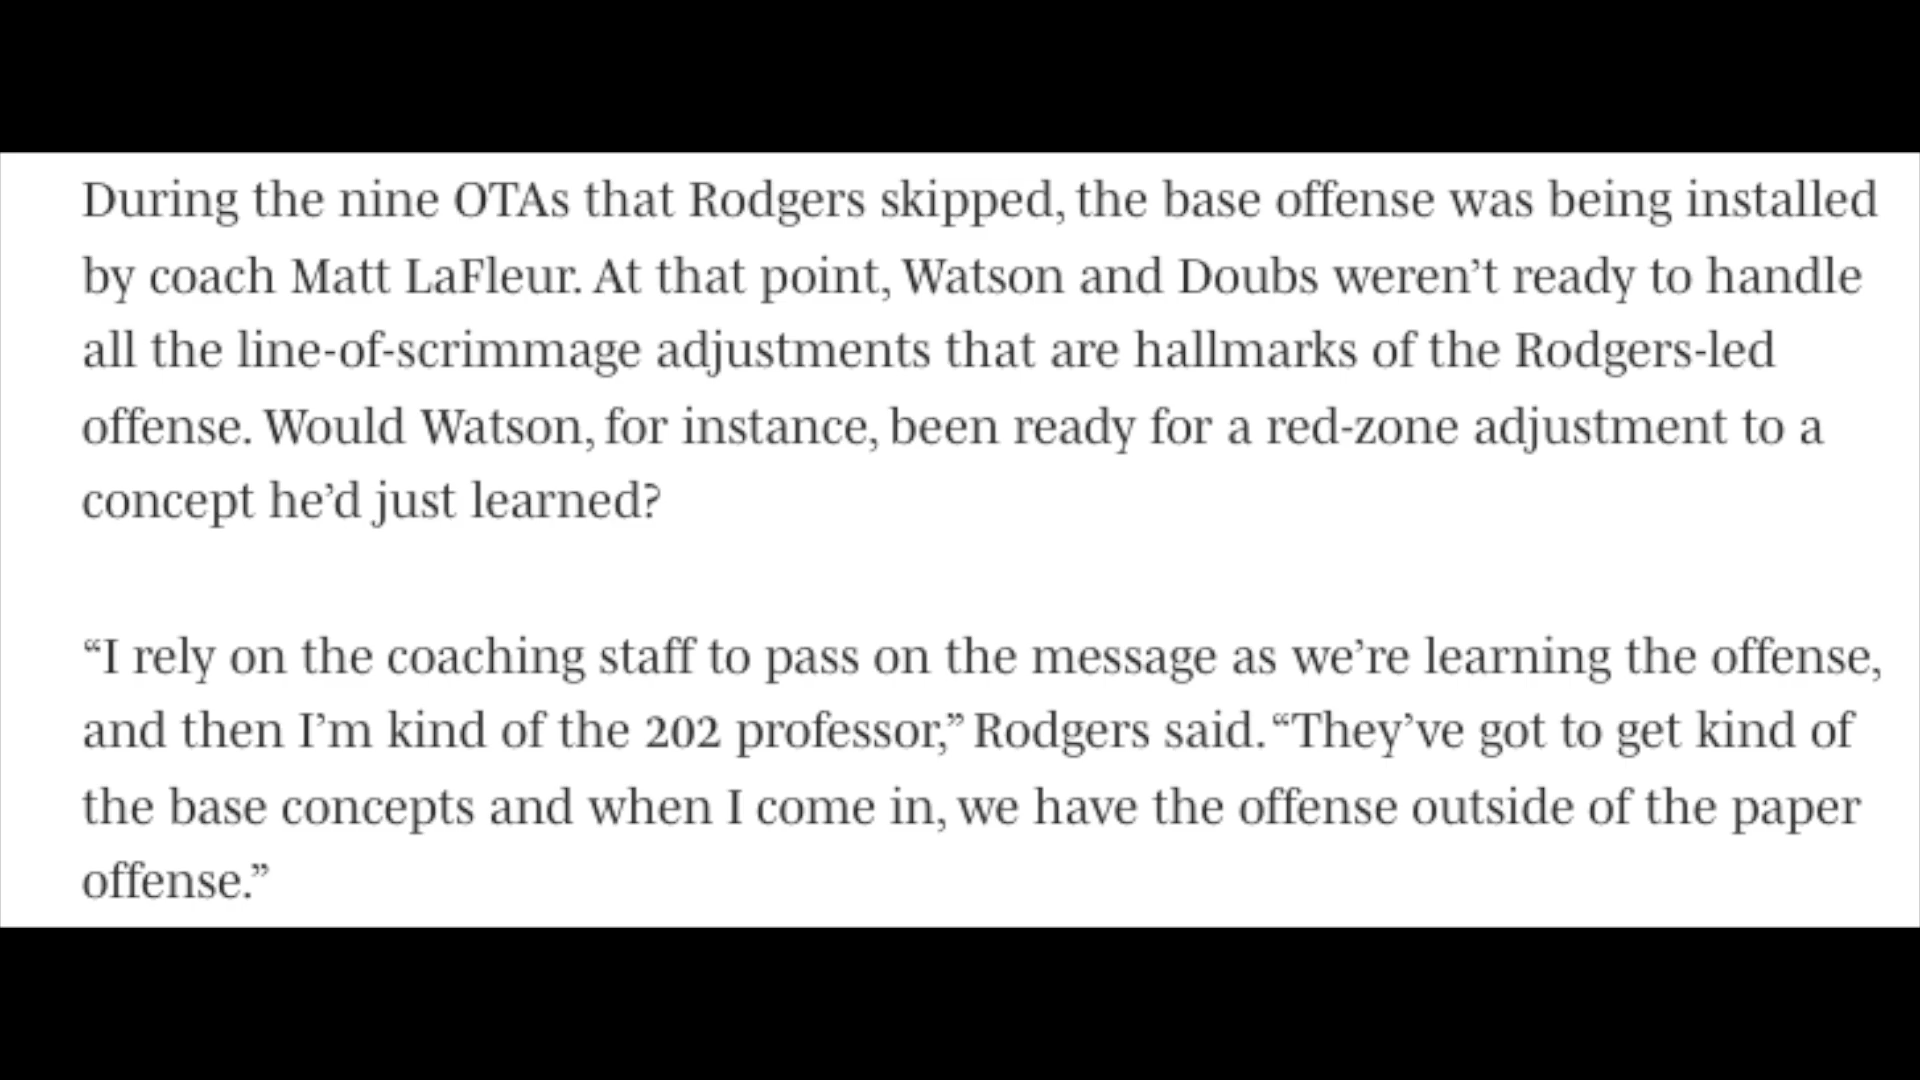 During the nine OTAs that Rodgers skipped, the base offense was being installed
by coach Matt LaFleur. At that point, Watson and Doubs weren’t ready to handle
all the line-of-scrimmage adjustments that are hallmarks of the Rodgers-led
offense. Would Watson, for instance, been ready for a red-zone adjustment to a
concept he’d just learned?
“I rely on the coaching staff to pass on the message as we’re learning the offense,
and then I’m kind of the 202 professor,” Rodgers said. “They’ve got to get kind of
the base concepts and when I come in, we have the offense outside of the paper
offense.”